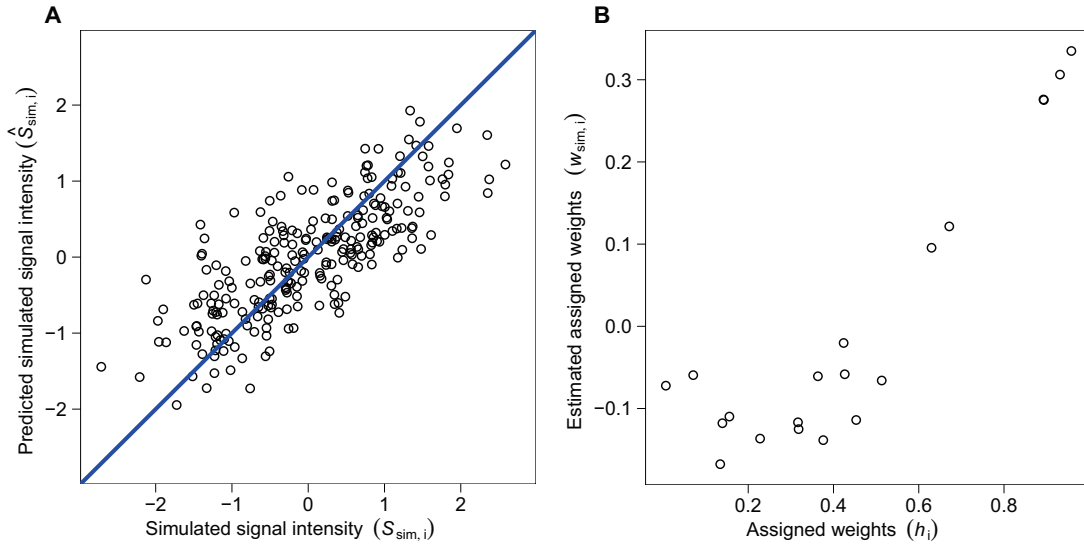 A
Predicted simulated signal intensity (Ŝsim, i)
2
1
0
−1
−2
−2 −1 0 1 2
Simulated signal intensity (Ssim, i)
B
Estimated assigned weights (wsim, i)
0.3
0.2
0.1
0.0
−0.1
0.2 0.4 0.6 0.8
Assigned weights (hi)